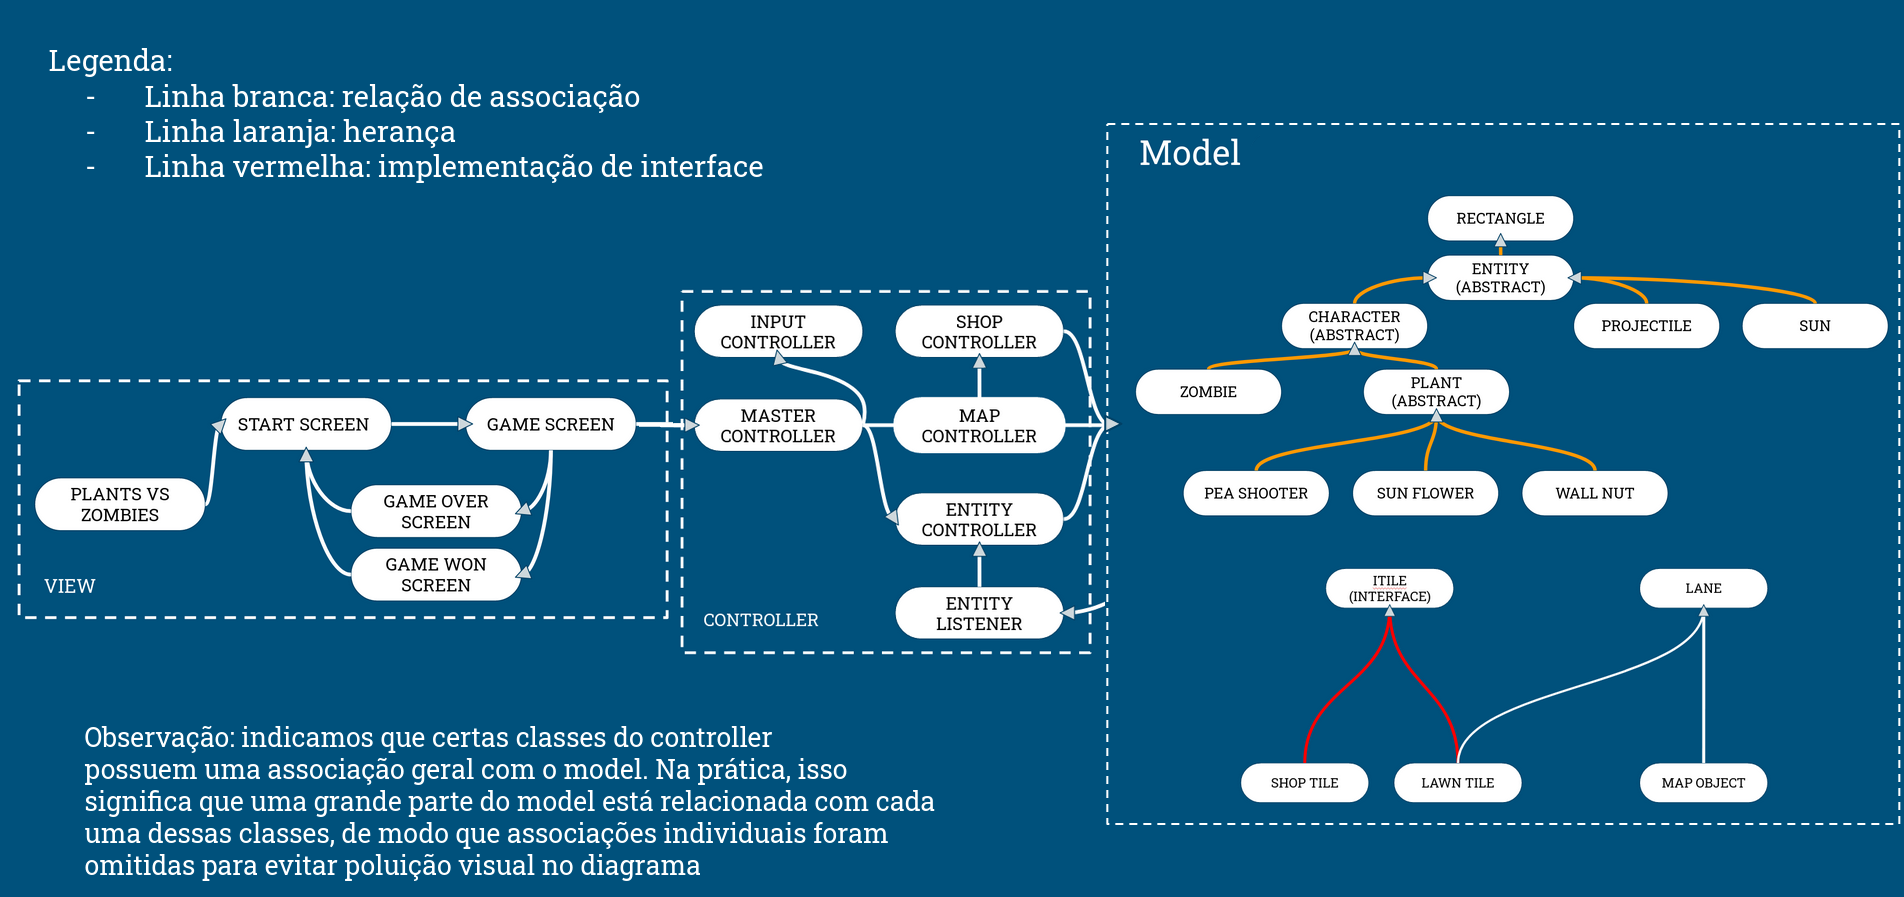 Legenda:
- Linha branca: relação de associação
- Linha laranja: herança
- Linha vermelha: implementação de interface
VIEW
PLANTS VS
ZOMBIES
START SCREEN
GAME SCREEN
GAME OVER
SCREEN
GAME WON
SCREEN
CONTROLLER
INPUT
CONTROLLER
SHOP
CONTROLLER
MASTER
CONTROLLER
MAP
CONTROLLER
ENTITY
CONTROLLER
ENTITY
LISTENER
Model
RECTANGLE
ENTITY
(ABSTRACT)
CHARACTER
(ABSTRACT)
PROJECTILE
SUN
ZOMBIE
PLANT
(ABSTRACT)
PEA SHOOTER
SUN FLOWER
WALL NUT
ITILE
(INTERFACE)
LANE
SHOP TILE
LAWN TILE
MAP OBJECT
Observação: indicamos que certas classes do controller
possuem uma associação geral com o model. Na prática, isso
significa que uma grande parte do model está relacionada com cada
uma dessas classes, de modo que associações individuais foram
omitidas para evitar poluição visual no diagrama